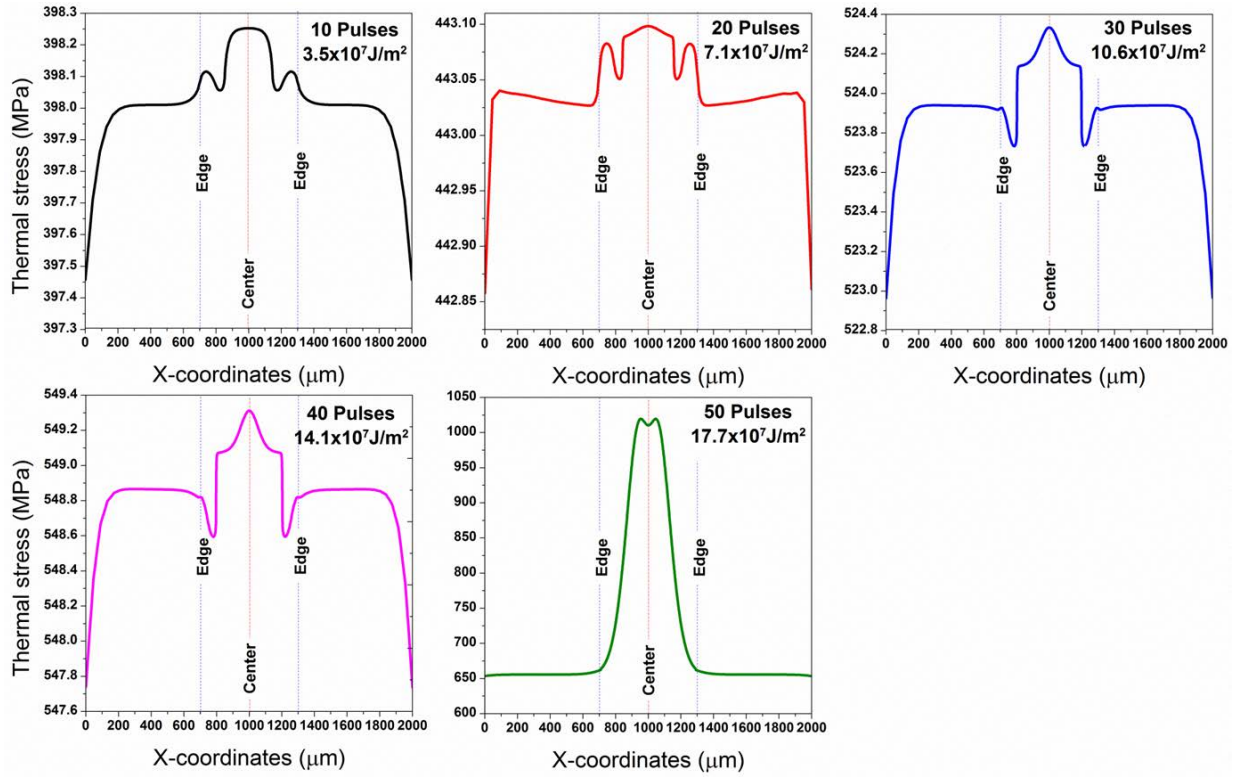 10 Pulses
3.5x10⁷J/m²
Thermal stress (MPa)
398.3
398.2
398.1
398.0
397.9
397.8
397.7
397.6
397.5
397.4
397.3
Edge
Center
Edge
0 200 400 600 800 1000 1200 1400 1600 1800 2000
X-coordinates (μm)
20 Pulses
7.1x10⁷J/m²
443.10
443.05
443.00
442.95
442.90
442.85
Edge
Center
Edge
0 200 400 600 800 1000 1200 1400 1600 1800 2000
X-coordinates (μm)
30 Pulses
10.6x10⁷J/m²
524.4
524.2
524.0
523.8
523.6
523.4
523.2
523.0
522.8
Edge
Center
Edge
0 200 400 600 800 1000 1200 1400 1600 1800 2000
X-coordinates (μm)
40 Pulses
14.1x10⁷J/m²
Thermal stress (MPa)
549.4
549.2
549.0
548.8
548.6
548.4
548.2
548.0
547.8
547.6
Edge
Center
Edge
0 200 400 600 800 1000 1200 1400 1600 1800 2000
X-coordinates (μm)
50 Pulses
17.7x10⁷J/m²
1050
1000
950
900
850
800
750
700
650
600
Edge
Center
Edge
0 200 400 600 800 1000 1200 1400 1600 1800 2000
X-coordinates (μm)